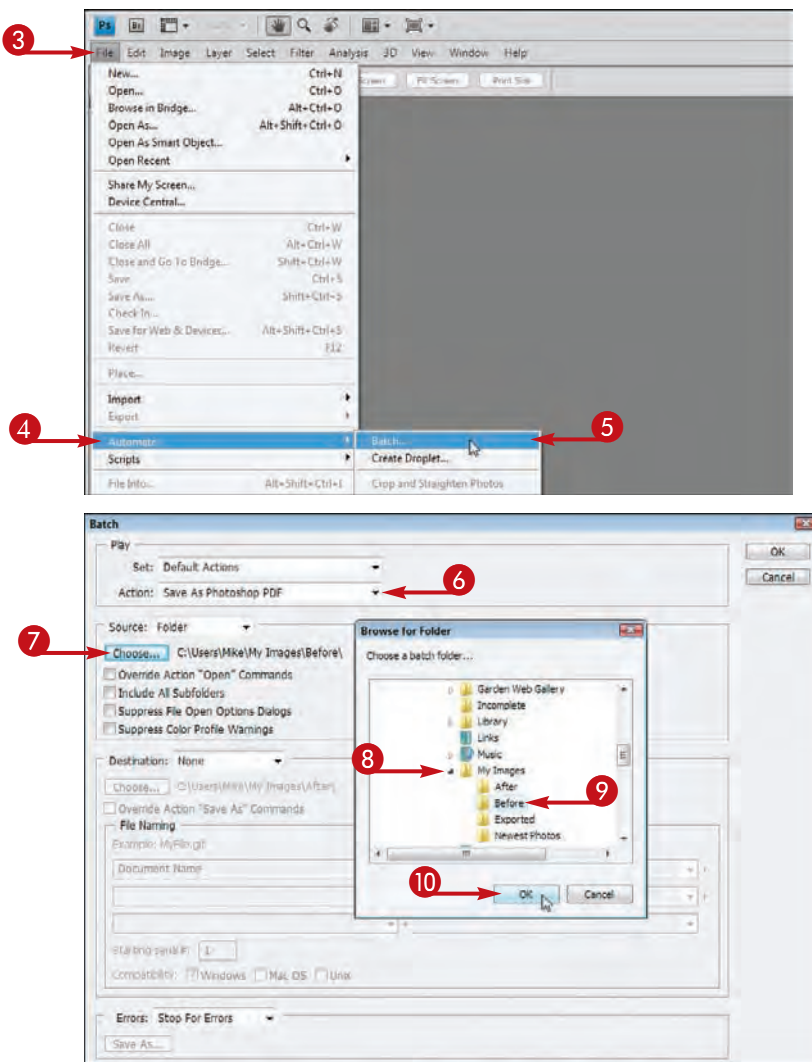 Ps Br
3
File Edit Image Layer Select Filter Analysis 3D View Window Help
New... Ctrl+N
Open... Ctrl+O
Browse in Bridge... Alt+Ctrl+O
Open As... Alt+Shift+Ctrl+O
Open As Smart Object...
Open Recent
Screen Fit Screen Print Size
Share My Screen...
Device Central...
Close Ctrl+W
Close All Alt+Ctrl+W
Close and Go To Bridge... Shift+Ctrl+W
Save Ctrl+S
Save As... Shift+Ctrl+S
Check In...
Save for Web & Devices... Alt+Shift+Ctrl+S
Revert F12
Place...
Import
Export
4
Automate
Batch...
5
Scripts
Create Droplet...
File Info... Alt+Shift+Ctrl+I
Crop and Straighten Photos
Batch
Play
Set: Default Actions
Action: Save As Photoshop PDF
6
OK
Cancel
7
Source: Folder
Choose... C:\Users\Mike\My Images\Before\
Override Action "Open" Commands
Include All Subfolders
Suppress File Open Options Dialogs
Suppress Color Profile Warnings
Browse for Folder
Choose a batch folder...
Garden Web Gallery
Incomplete
Library
Links
Music
8
My Images
After
Before
9
Exported
Newest Photos
10
OK Cancel
Destination: None
Choose... C:\Users\Mike\My Images\After\
Override Action "Save As" Commands
File Naming
Example: MyFile.gif
Document Name
+
+
+
Starting serial #: 1
Compatibility: Windows Mac OS Unix
Errors: Stop For Errors
Save As...